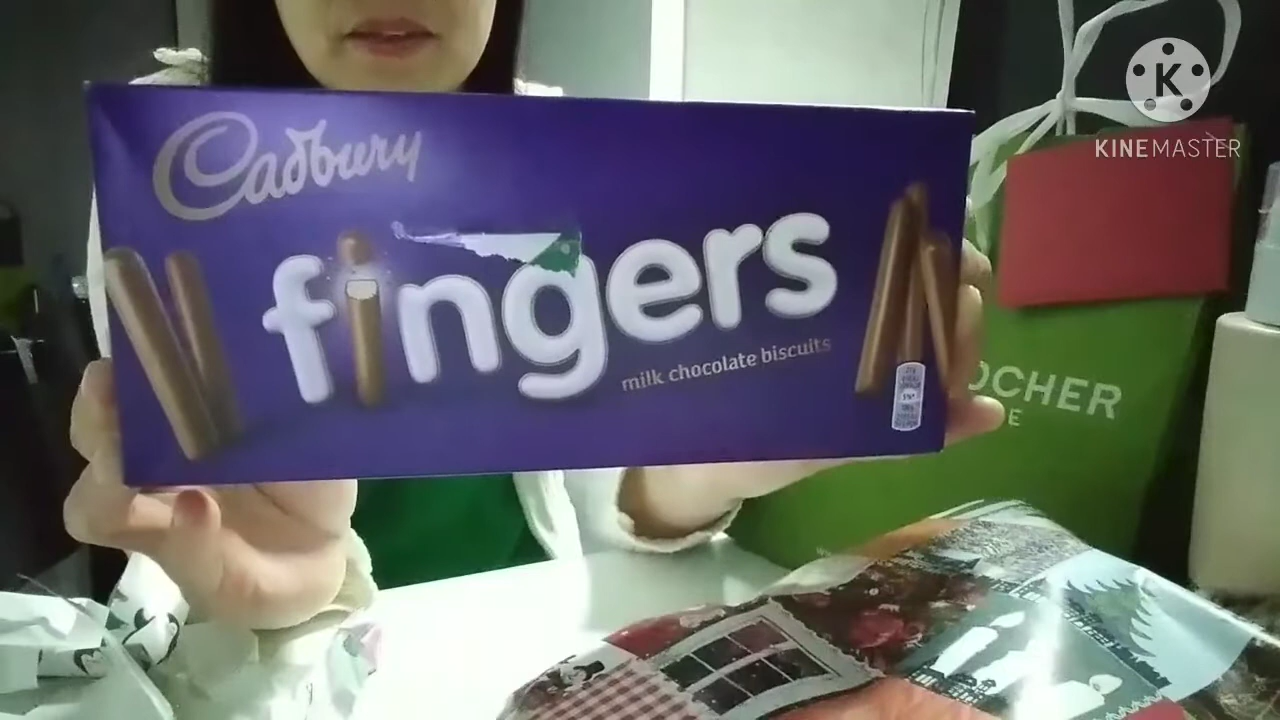 Cadbury
fingers
milk chocolate biscuits
K
KINEMASTER
OCHER
E